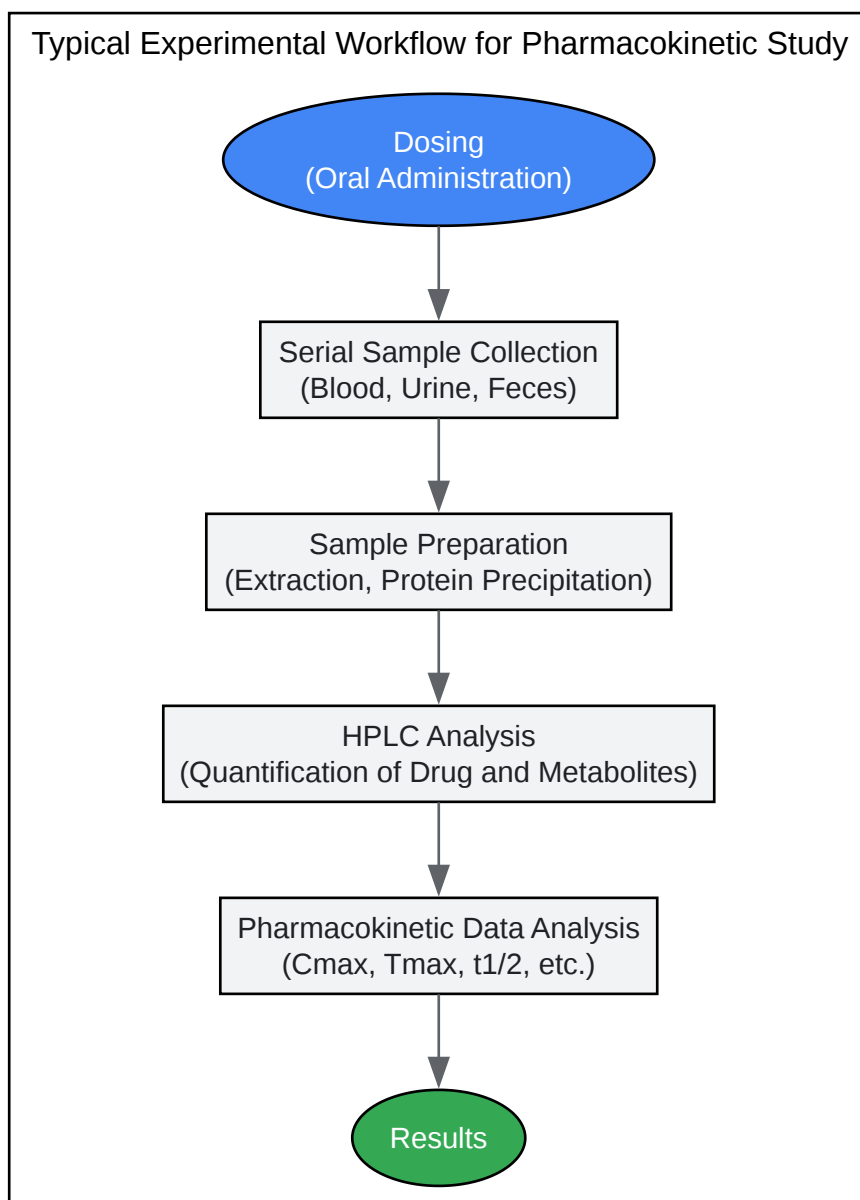 Typical Experimental Workflow for Pharmacokinetic Study
Dosing
(Oral Administration)
Serial Sample Collection
(Blood, Urine, Feces)
Sample Preparation
(Extraction, Protein Precipitation)
HPLC Analysis
(Quantification of Drug and Metabolites)
Pharmacokinetic Data Analysis
(Cmax, Tmax, t1/2, etc.)
Results